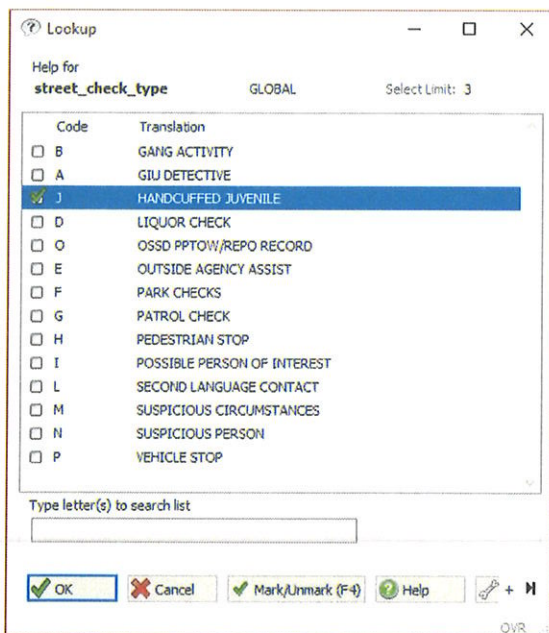 Lookup
Help for
street_check_type GLOBAL Select Limit: 3
Code Translation
B GANG ACTIVITY
A GIU DETECTIVE
J HANDCUFFED JUVENILE
D LIQUOR CHECK
O OSSD PPTOW/REPO RECORD
E OUTSIDE AGENCY ASSIST
F PARK CHECKS
G PATROL CHECK
H PEDESTRIAN STOP
I POSSIBLE PERSON OF INTEREST
L SECOND LANGUAGE CONTACT
M SUSPICIOUS CIRCUMSTANCES
N SUSPICIOUS PERSON
P VEHICLE STOP
Type letter(s) to search list
OK Cancel Mark/Unmark (F4) Help +
OVR